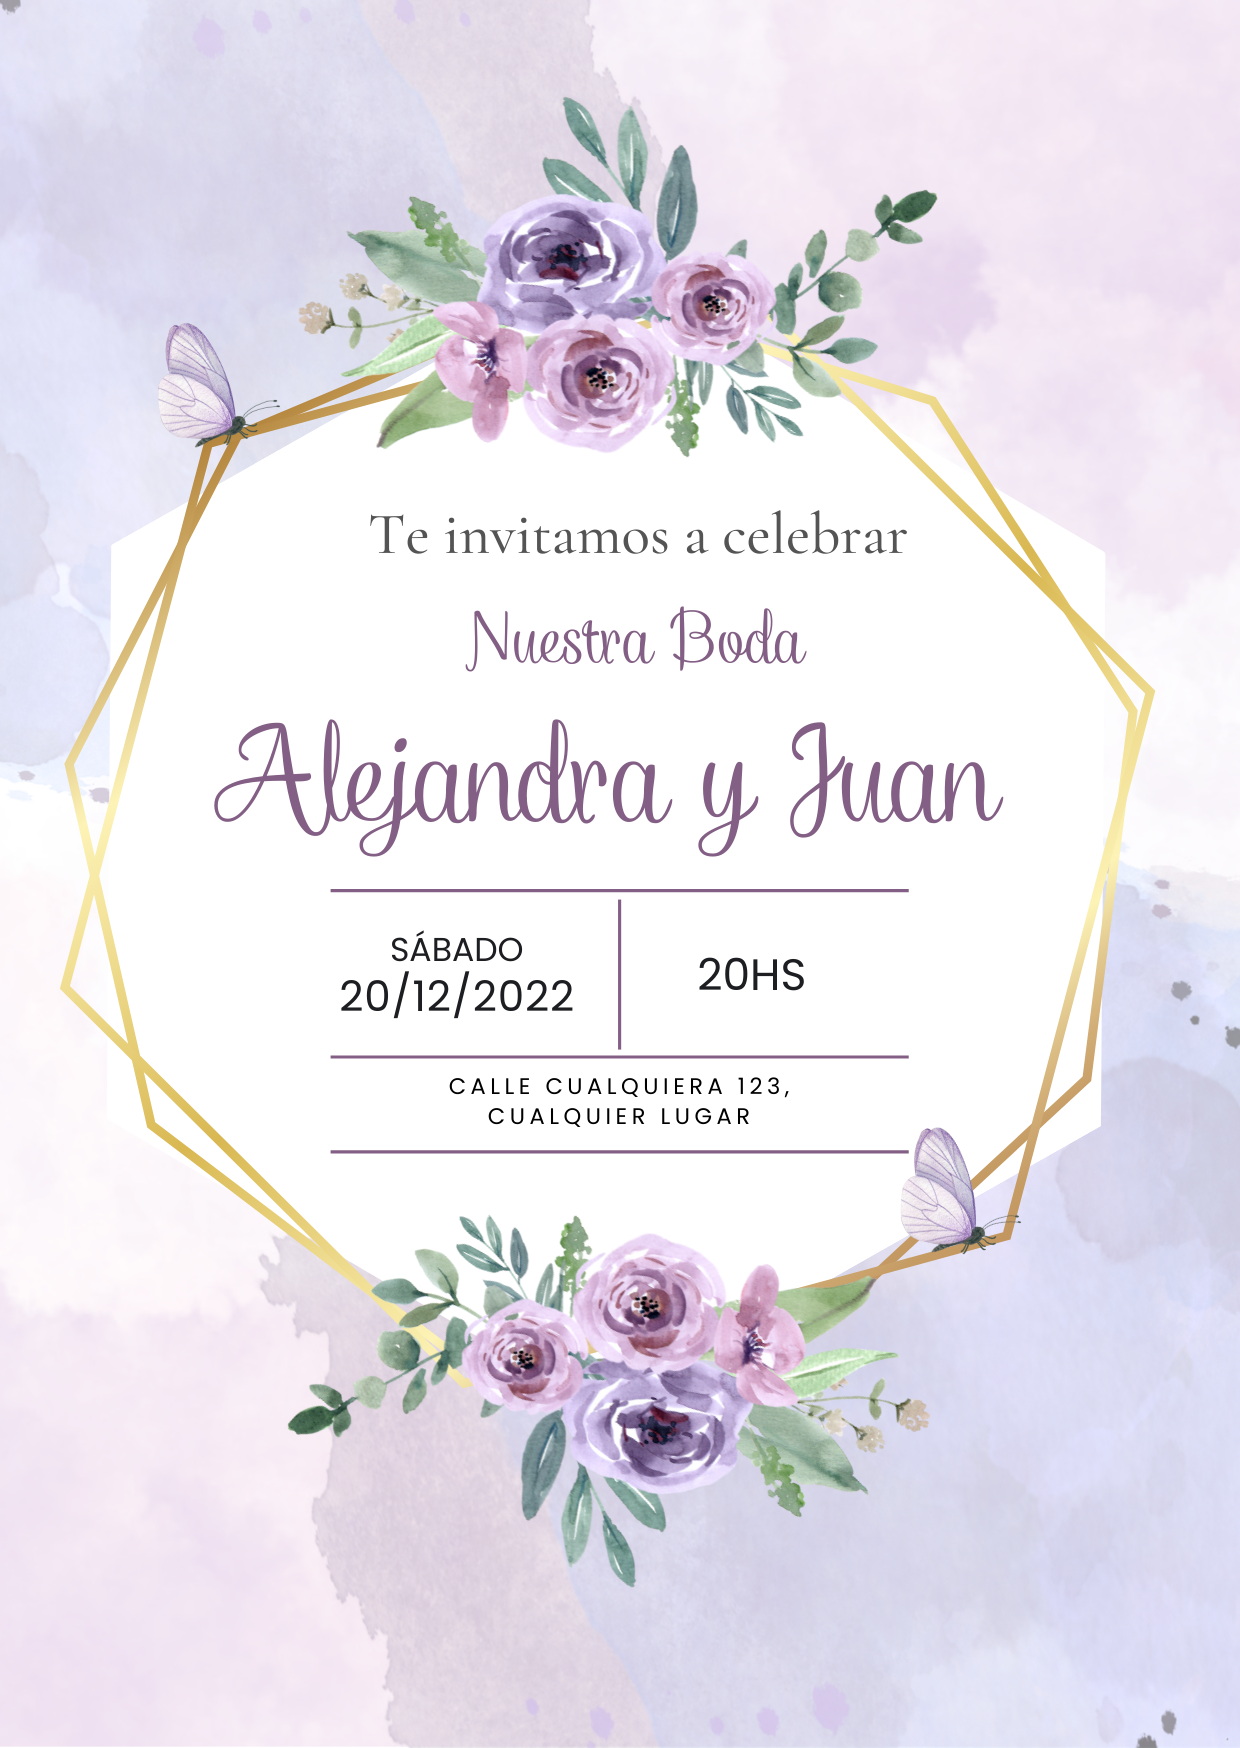 Te invitamos a celebrar
Nuestra Boda
Alejandra y Juan
SÁBADO
20/12/2022
20HS
CALLE CUALQUIERA 123,
CUALQUIER LUGAR